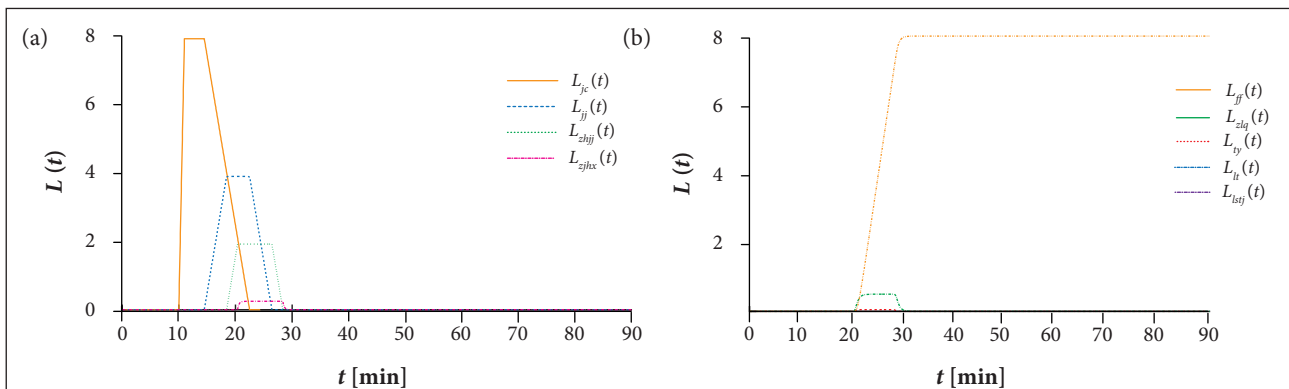 (a)
L (t)
8
6
4
2
0
0 10 20 30 40 50 60 70 80 90
t [min]
L_jc (t)
L_jj (t)
L_zhjj (t)
L_zjhx (t)
(b)
L (t)
8
6
4
2
0 10 20 30 40 50 60 70 80 90
t [min]
L_ff (t)
L_zlq (t)
L_ty (t)
L_lt (t)
L_lstj (t)